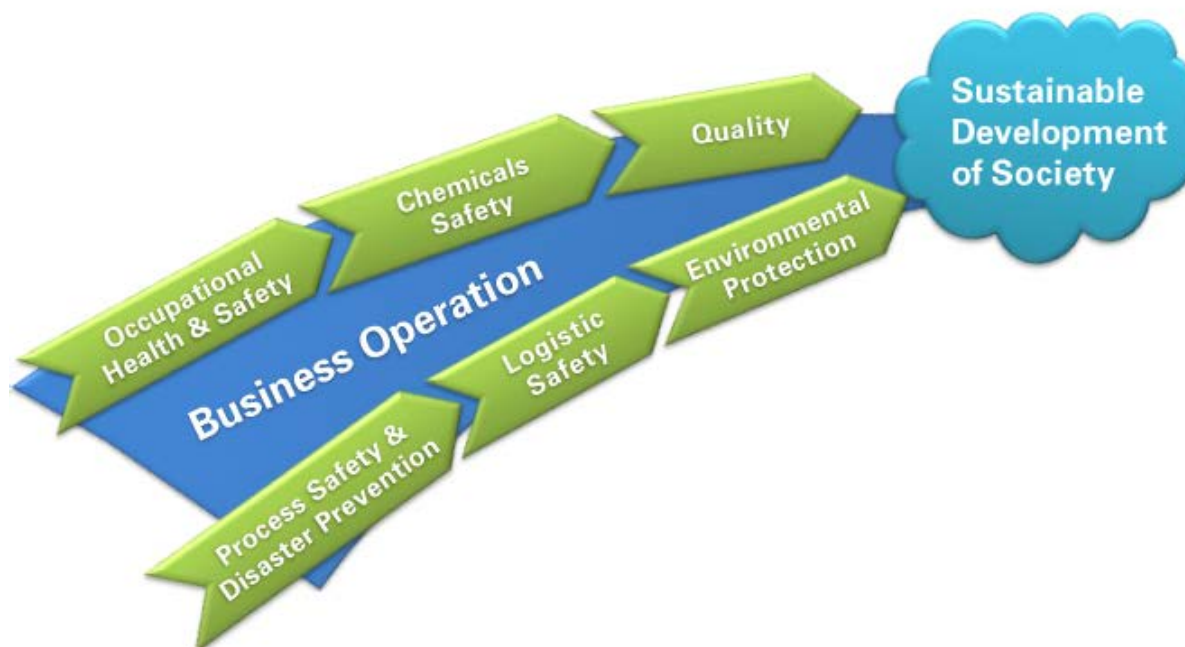 Sustainable
Development
of Society
Quality
Chemicals
Safety
Occupational
Health & Safety
Business Operation
Environmental
Protection
Logistic
Safety
Process Safety &
Disaster Prevention